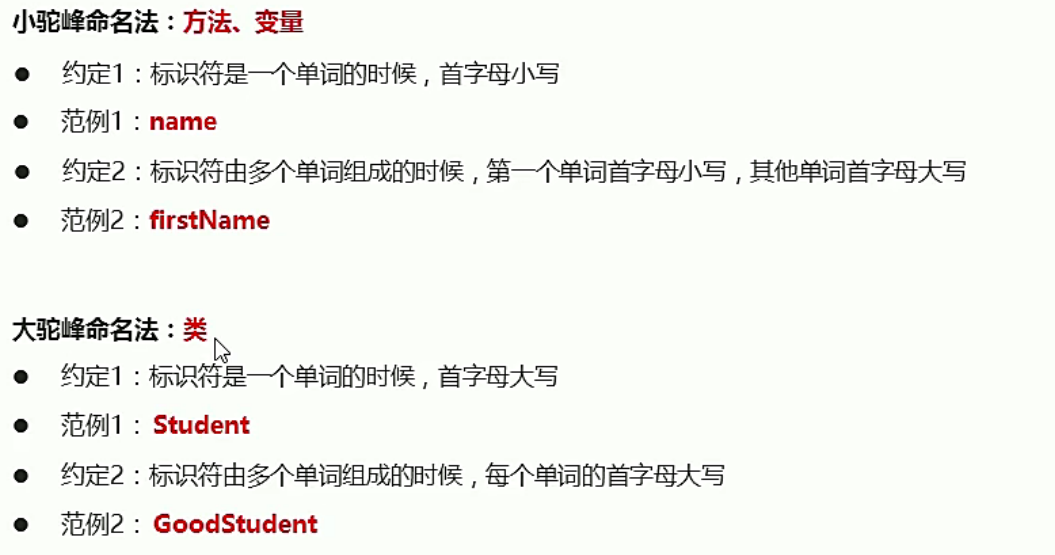 小驼峰命名法：方法、变量
● 约定1：标识符是一个单词的时候，首字母小写
● 范例1：name
● 约定2：标识符由多个单词组成的时候，第一个单词首字母小写，其他单词首字母大写
● 范例2：firstName
大驼峰命名法：类
● 约定1：标识符是一个单词的时候，首字母大写
● 范例1：Student
● 约定2：标识符由多个单词组成的时候，每个单词的首字母大写
● 范例2：GoodStudent